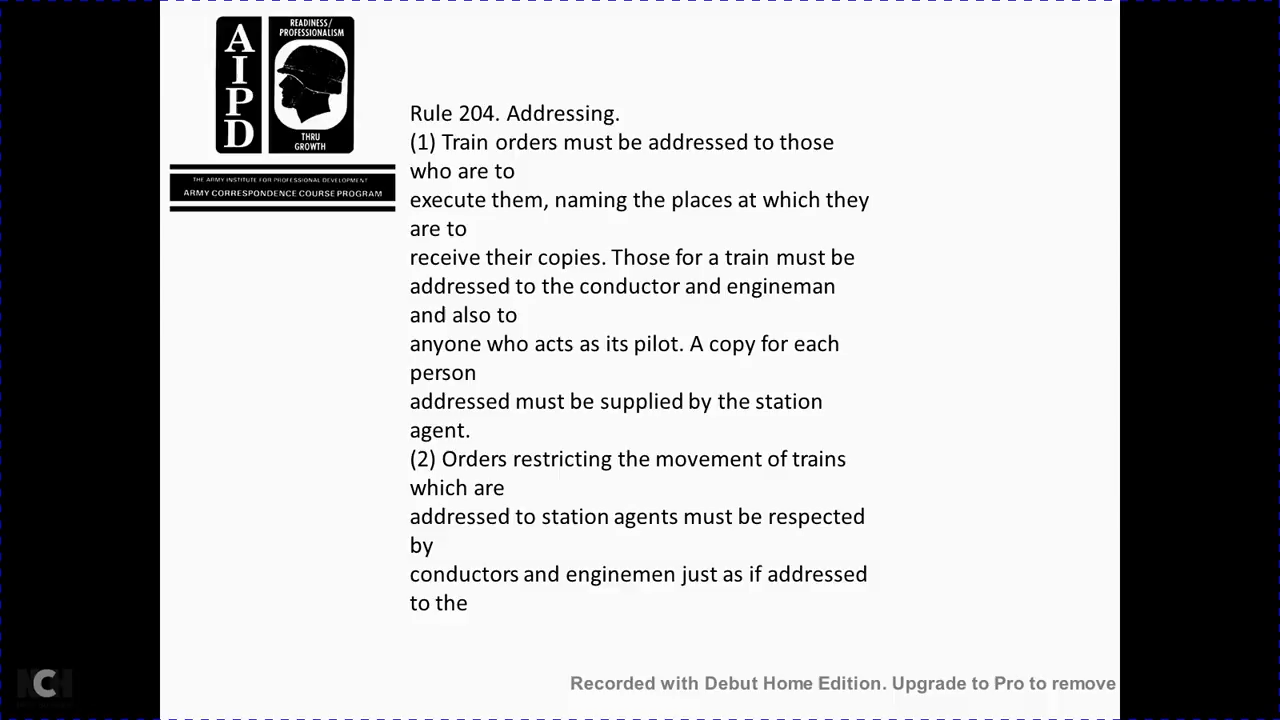 A
I
P
D
READINESS/
PROFESSIONALISM
THRU
GROWTH
THE ARMY INSTITUTE FOR PROFESSIONAL DEVELOPMENT
ARMY CORRESPONDENCE COURSE PROGRAM
Rule 204. Addressing.
(1) Train orders must be addressed to those
who are to
execute them, naming the places at which they
are to
receive their copies. Those for a train must be
addressed to the conductor and engineman
and also to
anyone who acts as its pilot. A copy for each
person
addressed must be supplied by the station
agent.
(2) Orders restricting the movement of trains
which are
addressed to station agents must be respected
by
conductors and enginemen just as if addressed
to the
NCH
Recorded with Debut Home Edition. Upgrade to Pro to remove